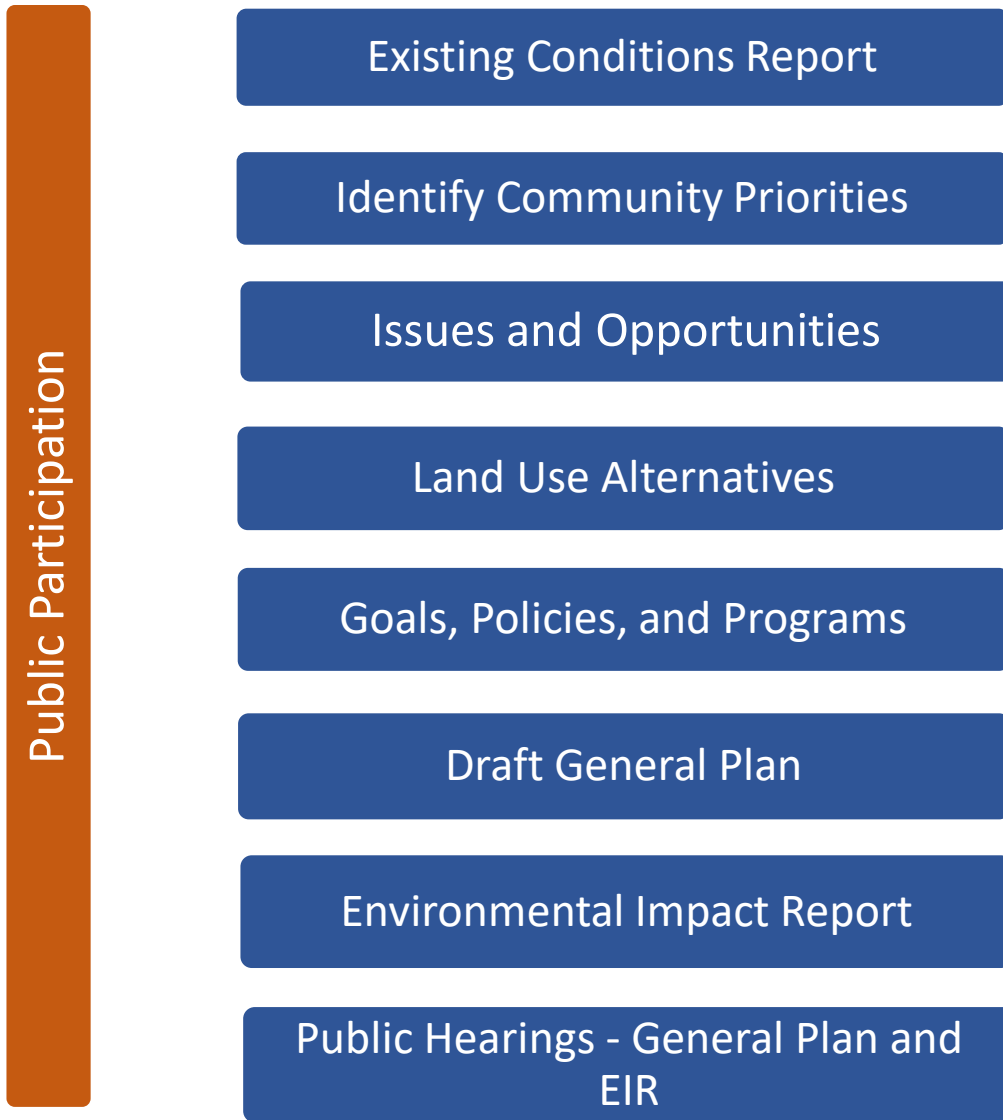 Public Participation
Existing Conditions Report
Identify Community Priorities
Issues and Opportunities
Land Use Alternatives
Goals, Policies, and Programs
Draft General Plan
Environmental Impact Report
Public Hearings - General Plan and
EIR